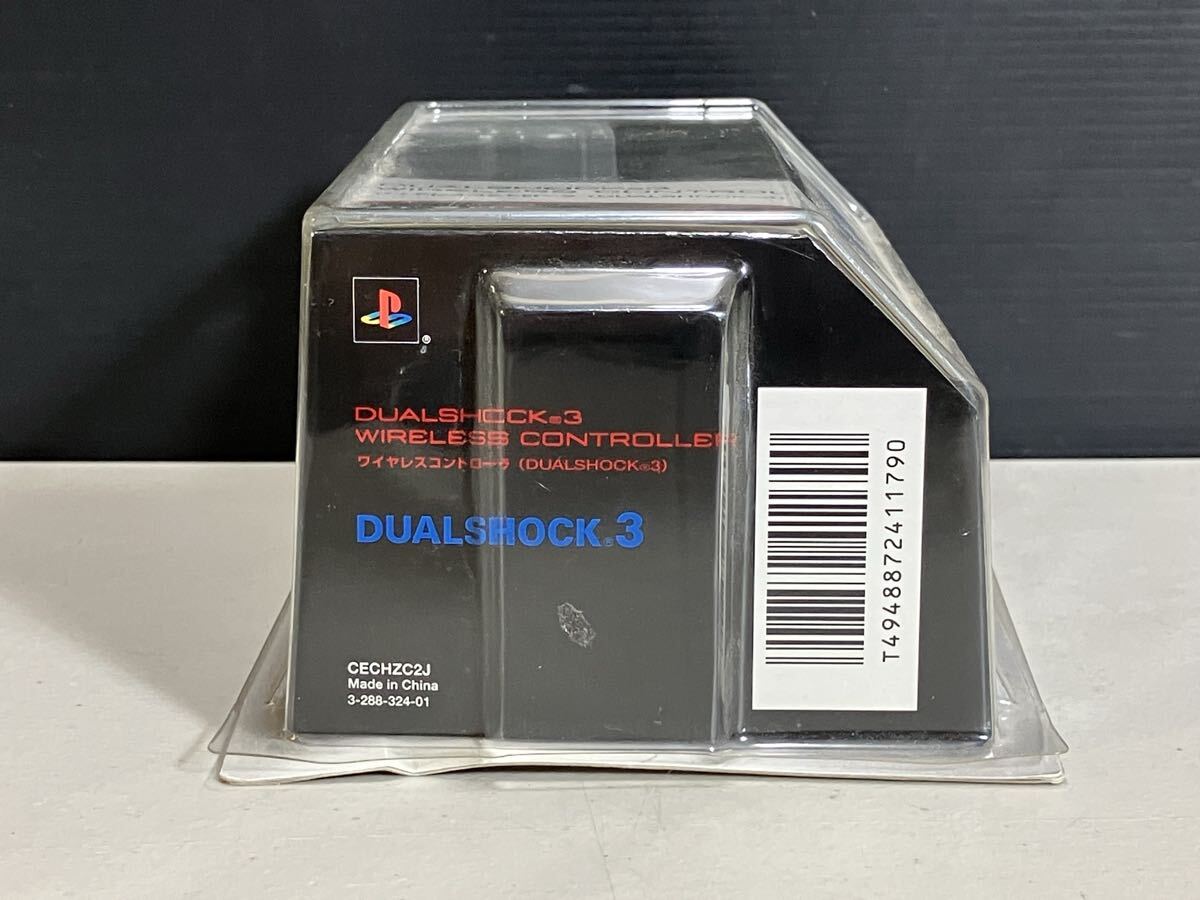 DUALSHOCK®3
WIRELESS CONTROLLER
ワイヤレスコントローラ (DUALSHOCK®3)
DUALSHOCK®3
CECHZC2J
Made in China
3-288-324-01
T4948872411790